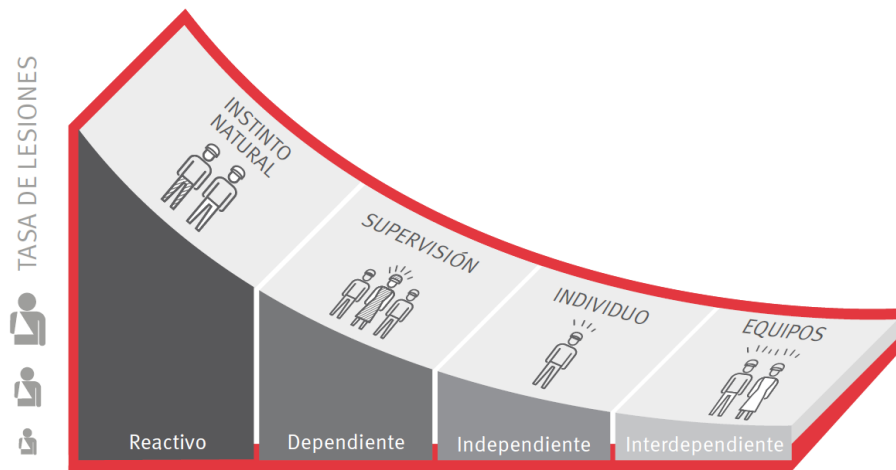 TASA DE LESIONES
INSTINTO
NATURAL
SUPERVISIÓN
INDIVIDUO
EQUIPOS
Reactivo
Dependiente
Independiente
Interdependiente